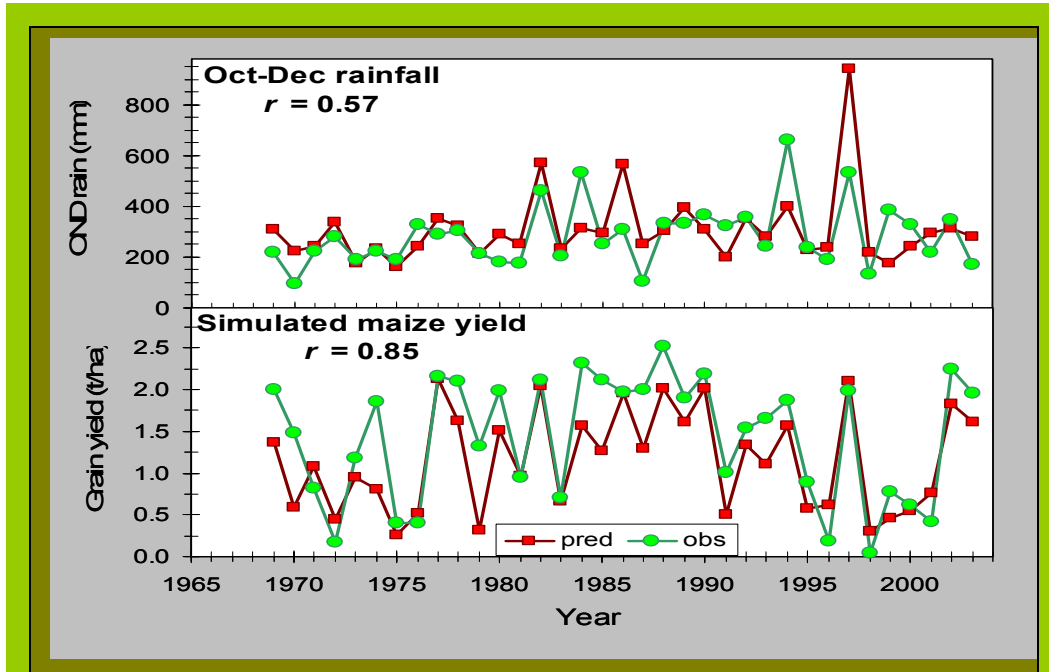 Oct-Dec rainfall
r = 0.57
OND rain (mm)
800
600
400
200
0
Simulated maize yield
r = 0.85
Grain yield (t/ha)
2.5
2.0
1.5
1.0
0.5
0.0
pred obs
1965 1970 1975 1980 1985 1990 1995 2000
Year